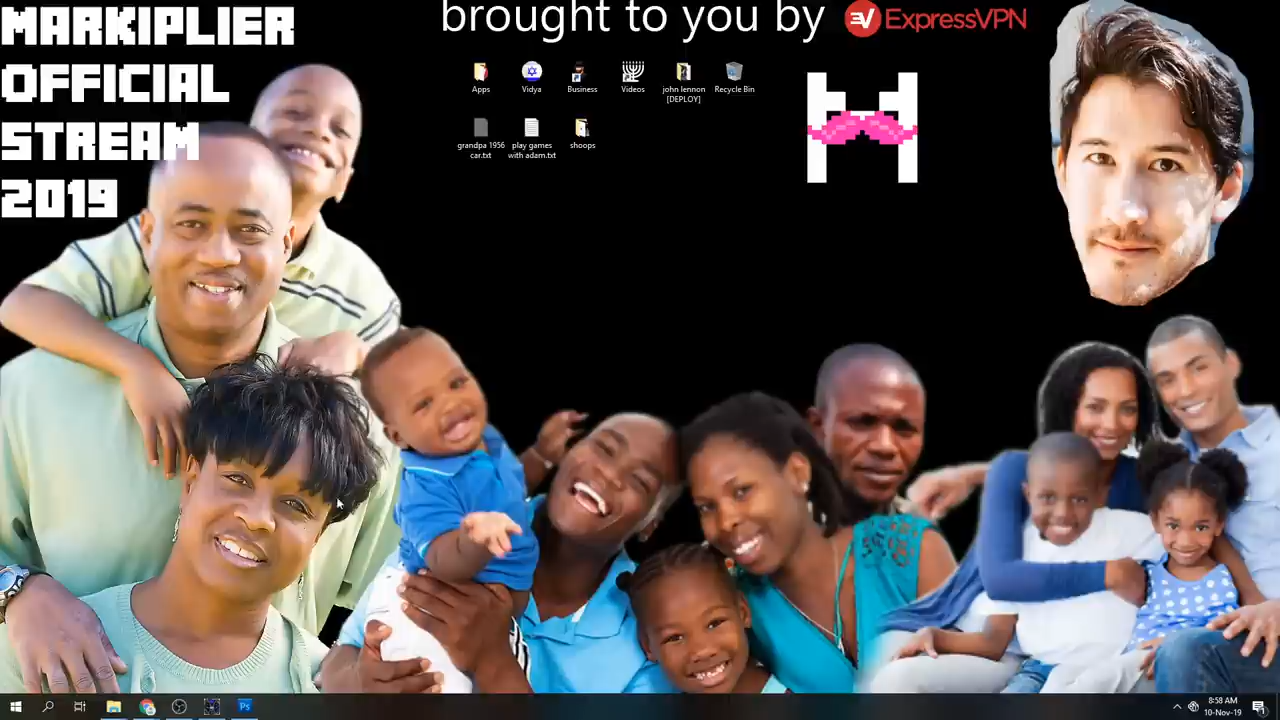 MARKIPLIER
OFFICIAL
STREAM
2019
brought to you by ExpressVPN
Apps
Vidya
Business
Videos
john lennon
[DEPLOY]
Recycle Bin
grandpa 1956
car.txt
play games
with adam.txt
shoops
8:58 AM
10-Nov-19